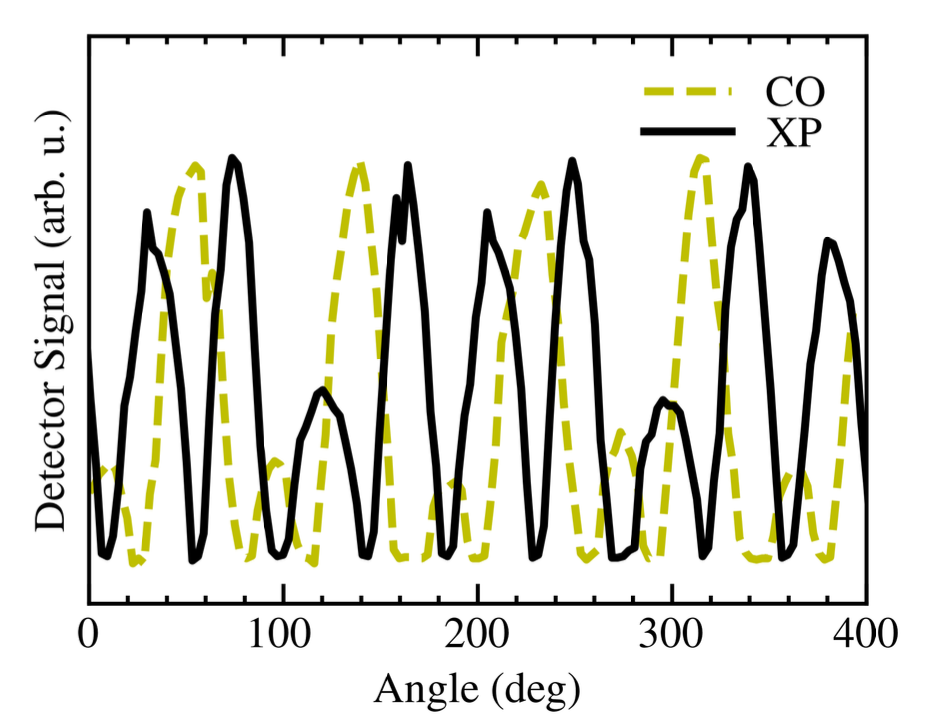 CO
XP
Detector Signal (arb. u.)
0 100 200 300 400
Angle (deg)